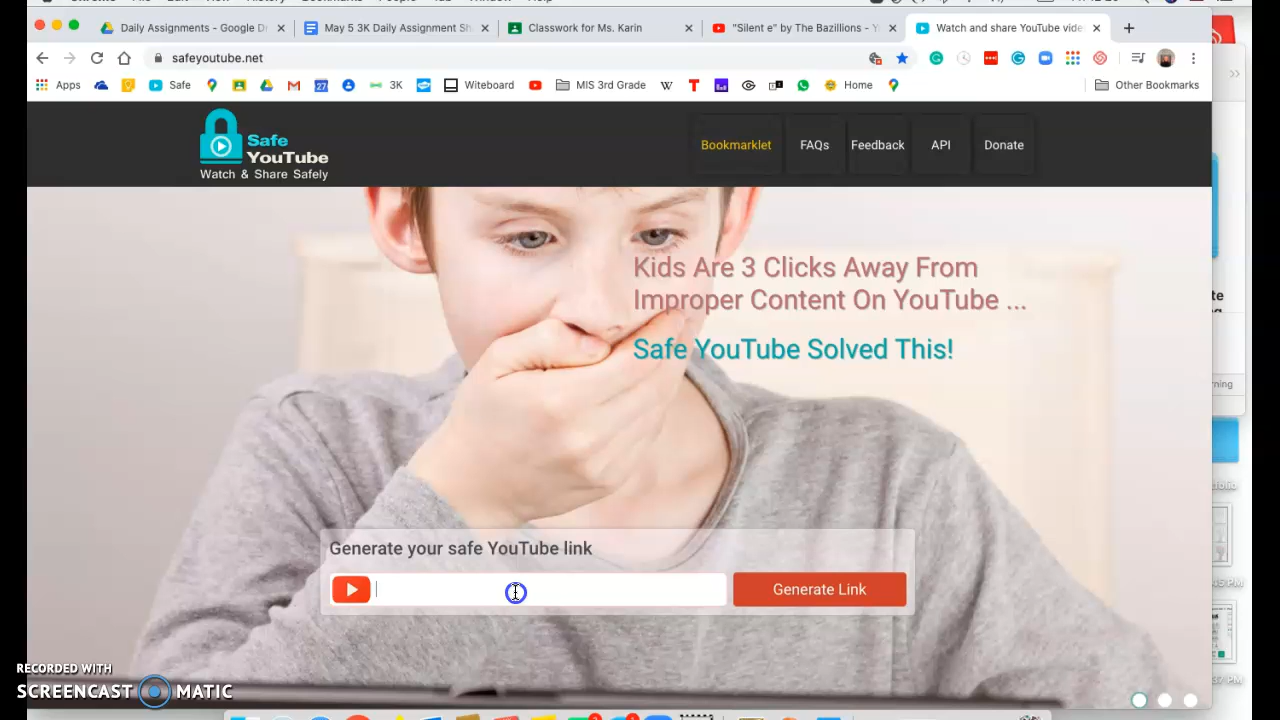 Daily Assignments - Google D
May 5 3K Daily Assignment Sh
Classwork for Ms. Karin
"Silent e" by The Bazillions - Y
Watch and share YouTube vide
safeyoutube.net
Apps
Safe
27
3K
Whiteboard
MIS 3rd Grade
W
T
Home
Other Bookmarks
Safe
YouTube
Watch & Share Safely
Bookmarklet
FAQs
Feedback
API
Donate
Kids Are 3 Clicks Away From
Improper Content On YouTube ...
Safe YouTube Solved This!
Generate your safe YouTube link
Generate Link
RECORDED WITH
SCREENCAST MATIC